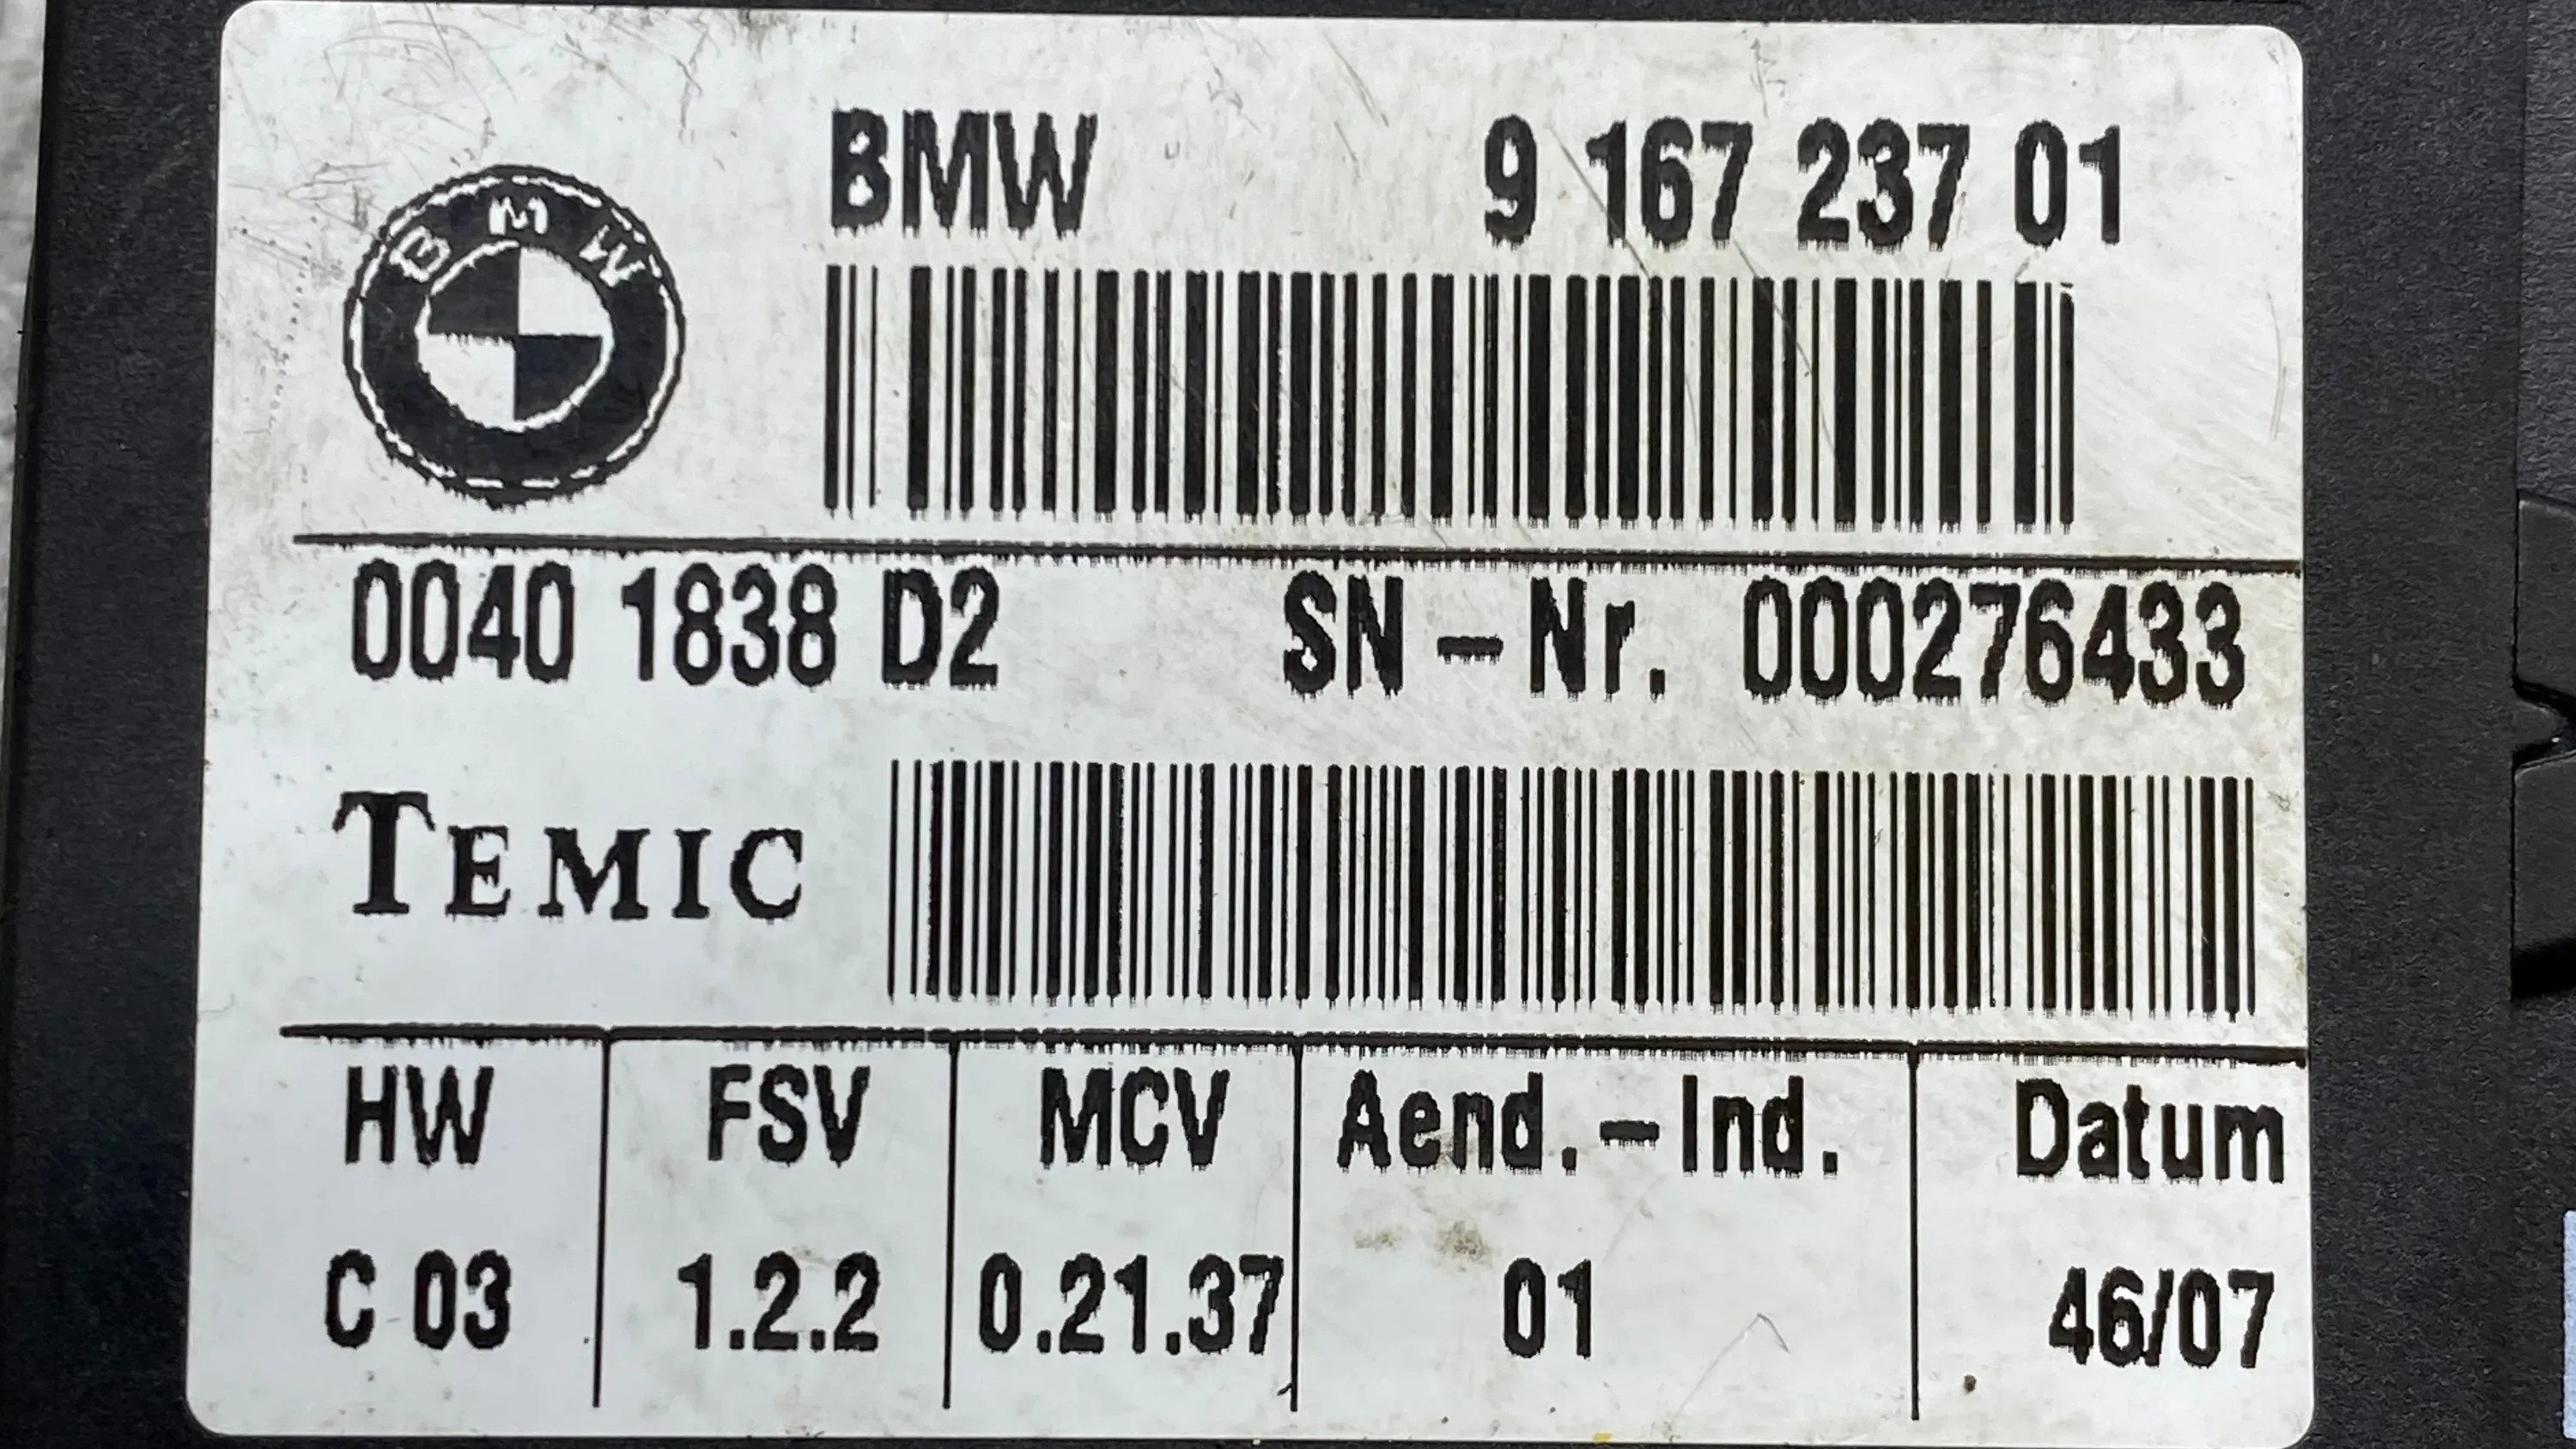 BMW 9 167 237 01
B M W
0040 1838 D2 SN-Nr. 000276433
TEMIC
HW FSV MCV Aend.-Ind. Datum
C 03 1.2.2 0.21.37 01 46/07